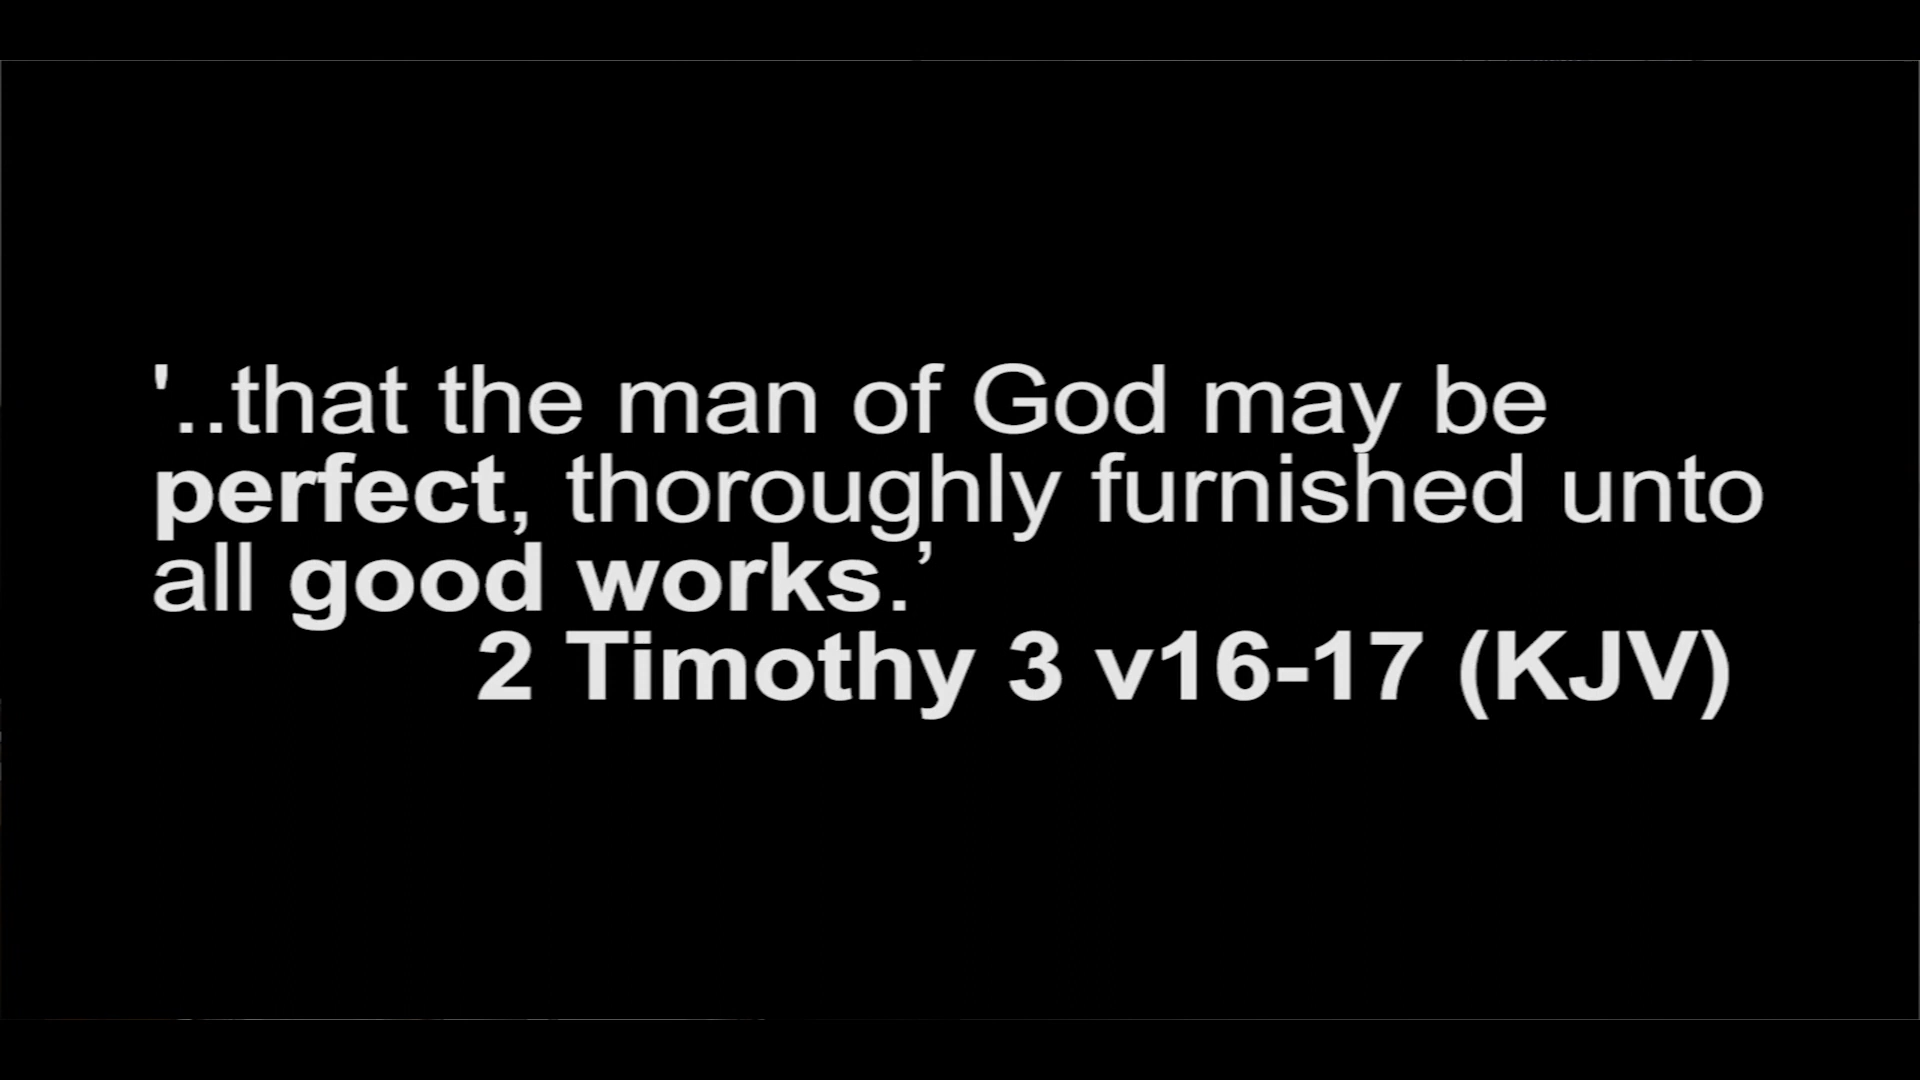 '..that the man of God may be
perfect, thoroughly furnished unto
all good works.’
2 Timothy 3 v16-17 (KJV)